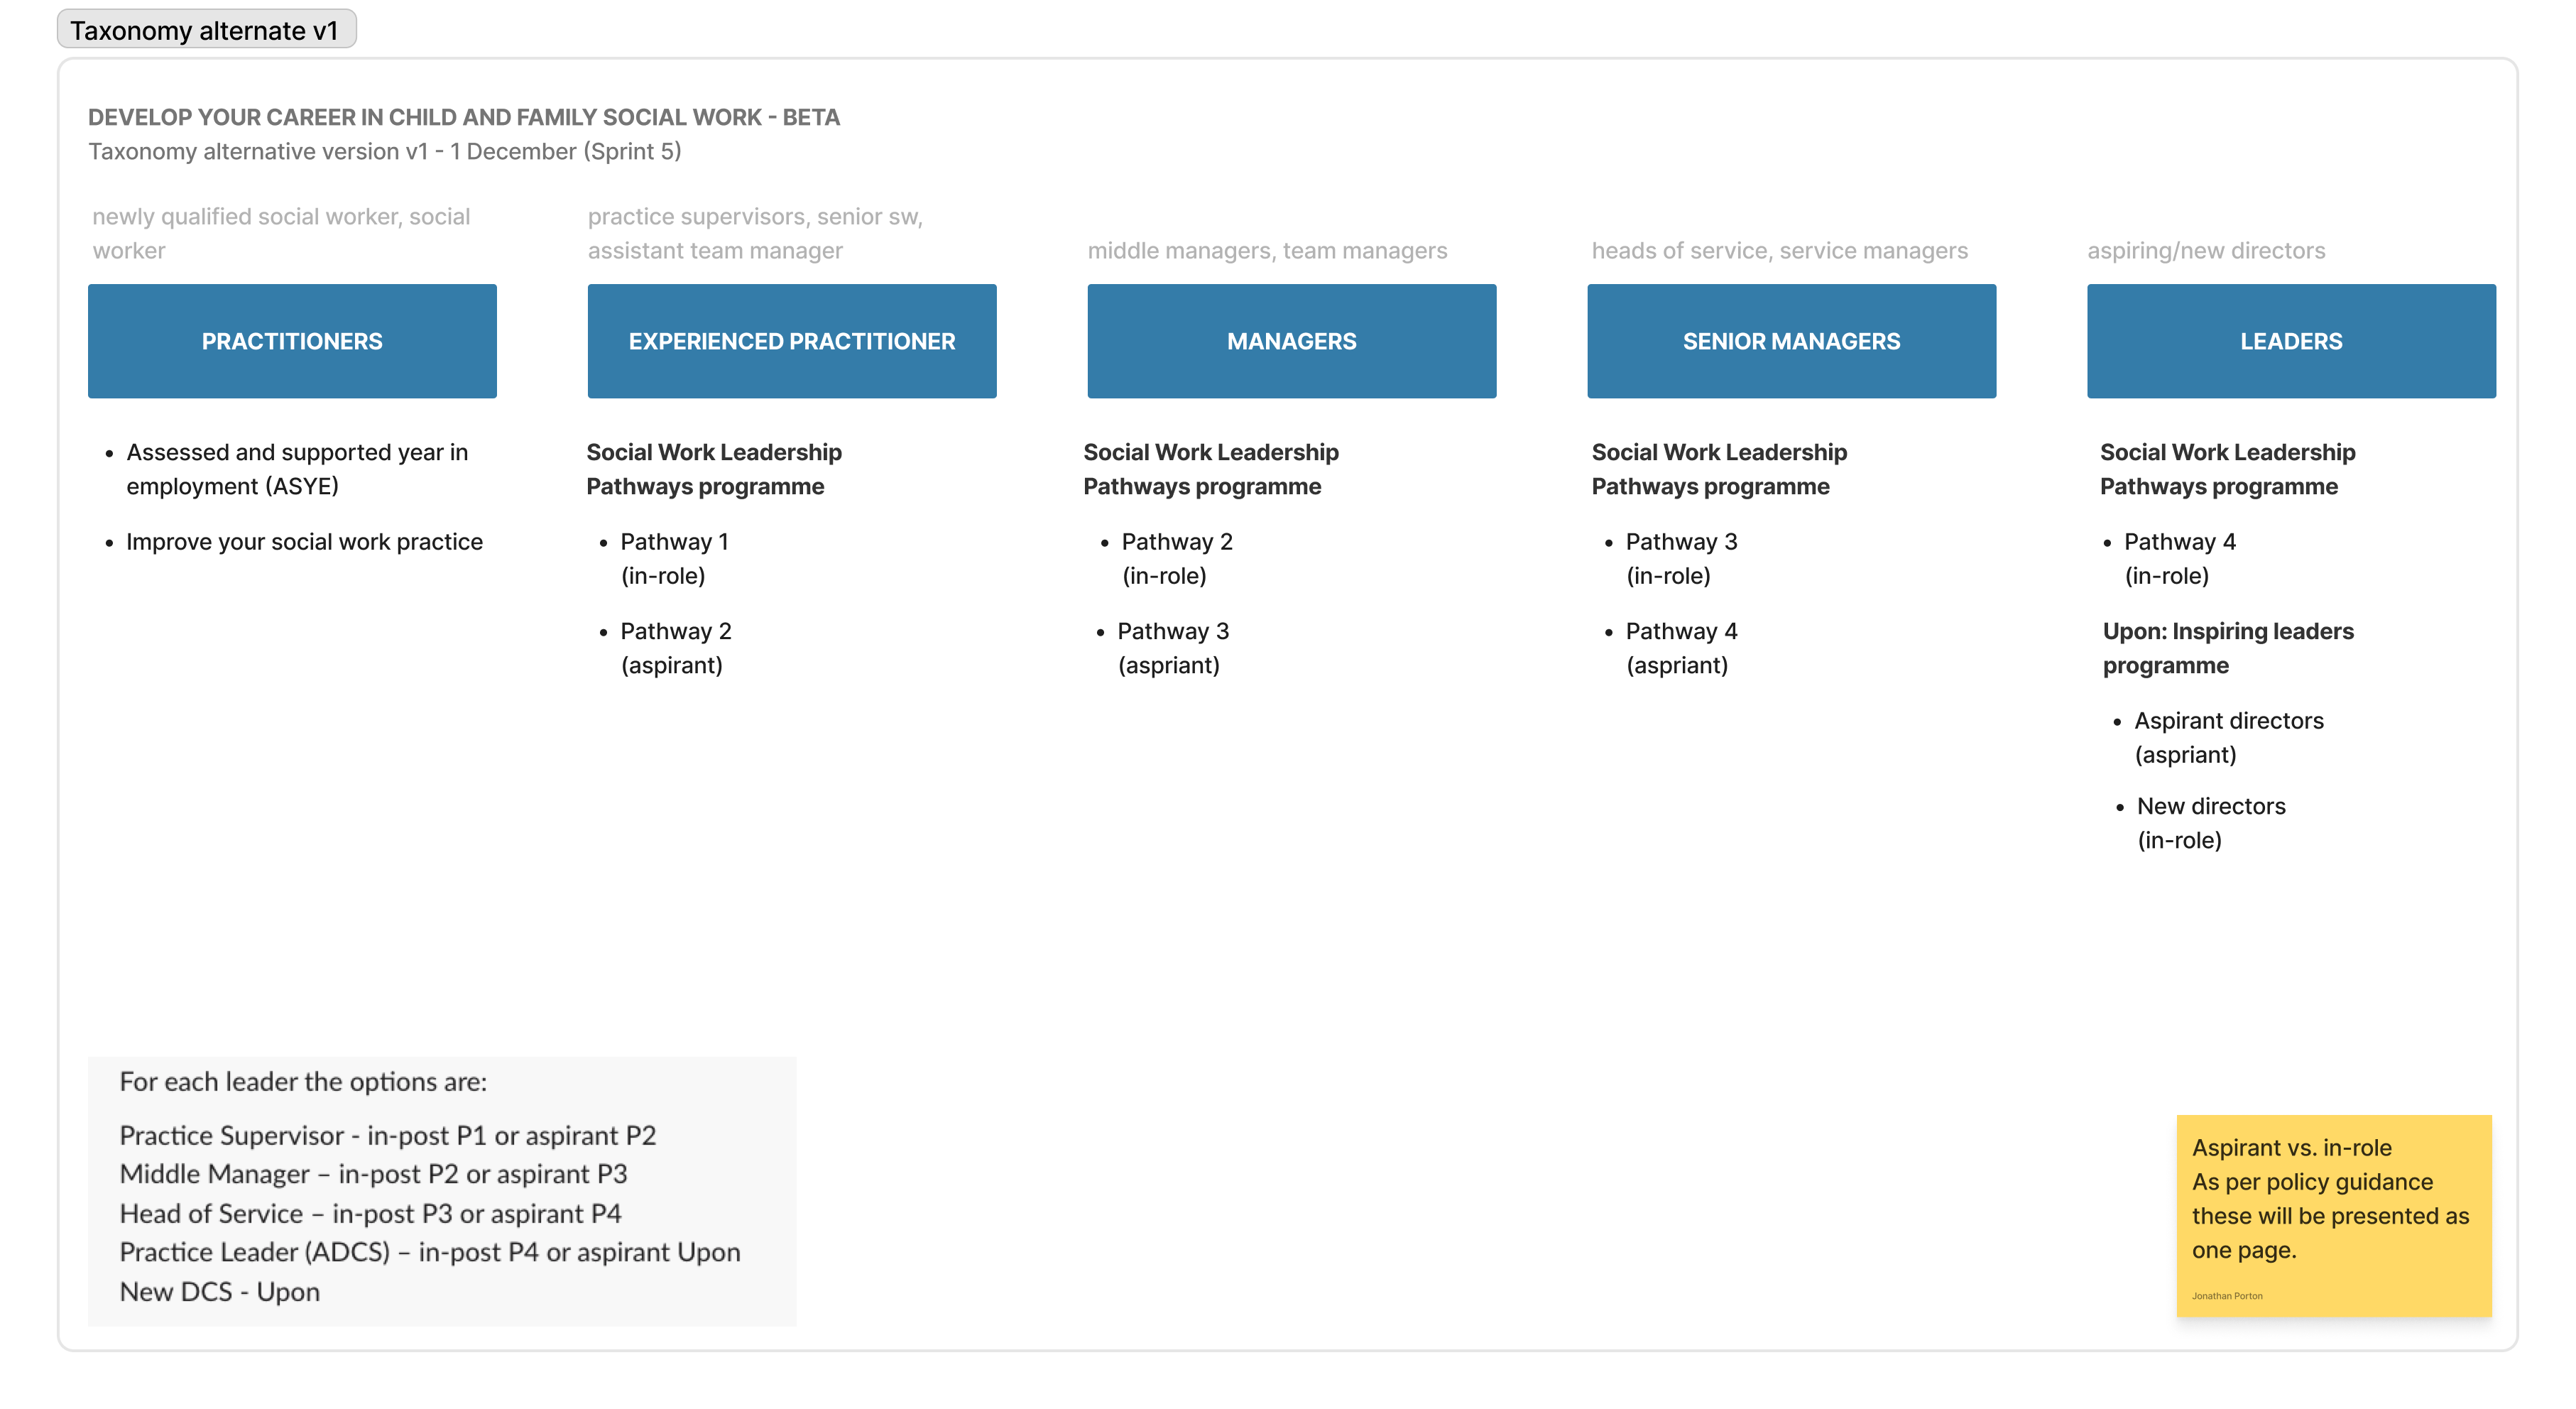 Taxonomy alternate v1
DEVELOP YOUR CAREER IN CHILD AND FAMILY SOCIAL WORK - BETA
Taxonomy alternative version v1 - 1 December (Sprint 5)
newly qualified social worker, social
worker
PRACTITIONERS
• Assessed and supported year in
employment (ASYE)
• Improve your social work practice
practice supervisors, senior sw,
assistant team manager
EXPERIENCED PRACTITIONER
Social Work Leadership
Pathways programme
• Pathway 1
(in-role)
• Pathway 2
(aspirant)
middle managers, team managers
MANAGERS
Social Work Leadership
Pathways programme
• Pathway 2
(in-role)
• Pathway 3
(aspriant)
heads of service, service managers
SENIOR MANAGERS
Social Work Leadership
Pathways programme
• Pathway 3
(in-role)
• Pathway 4
(aspriant)
aspiring/new directors
LEADERS
Social Work Leadership
Pathways programme
• Pathway 4
(in-role)
Upon: Inspiring leaders
programme
• Aspirant directors
(aspriant)
• New directors
(in-role)
For each leader the options are:
Practice Supervisor - in-post P1 or aspirant P2
Middle Manager – in-post P2 or aspirant P3
Head of Service – in-post P3 or aspirant P4
Practice Leader (ADCS) – in-post P4 or aspirant Upon
New DCS - Upon
Aspirant vs. in-role
As per policy guidance
these will be presented as
one page.
Jonathan Porton